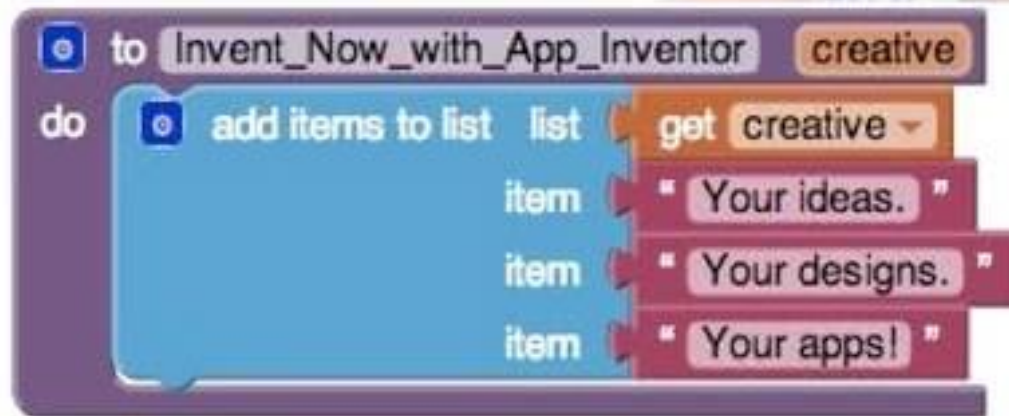 to Invent_Now_with_App_Inventor creative
do add items to list list get creative
item " Your ideas. "
item " Your designs. "
item " Your apps! "